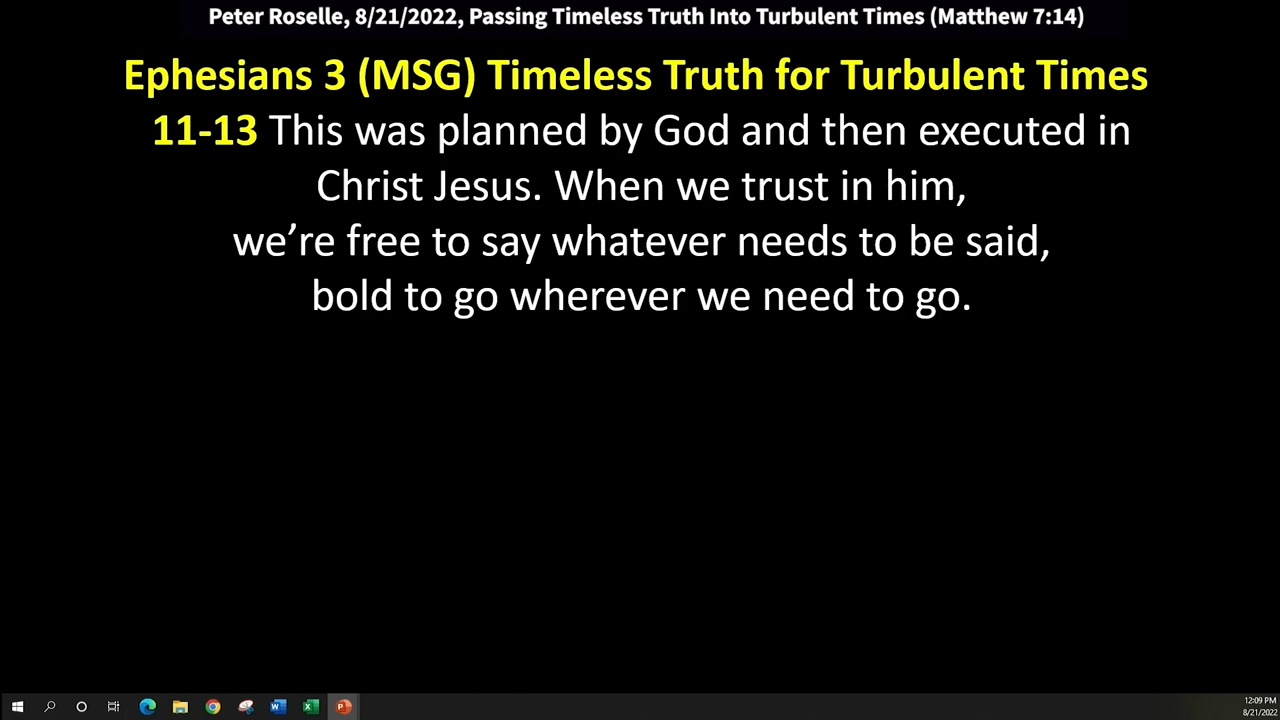 Peter Roselle, 8/21/2022, Passing Timeless Truth Into Turbulent Times (Matthew 7:14)
Ephesians 3 (MSG) Timeless Truth for Turbulent Times
11-13 This was planned by God and then executed in
Christ Jesus. When we trust in him,
we’re free to say whatever needs to be said,
bold to go wherever we need to go.
12:09 PM
8/21/2022